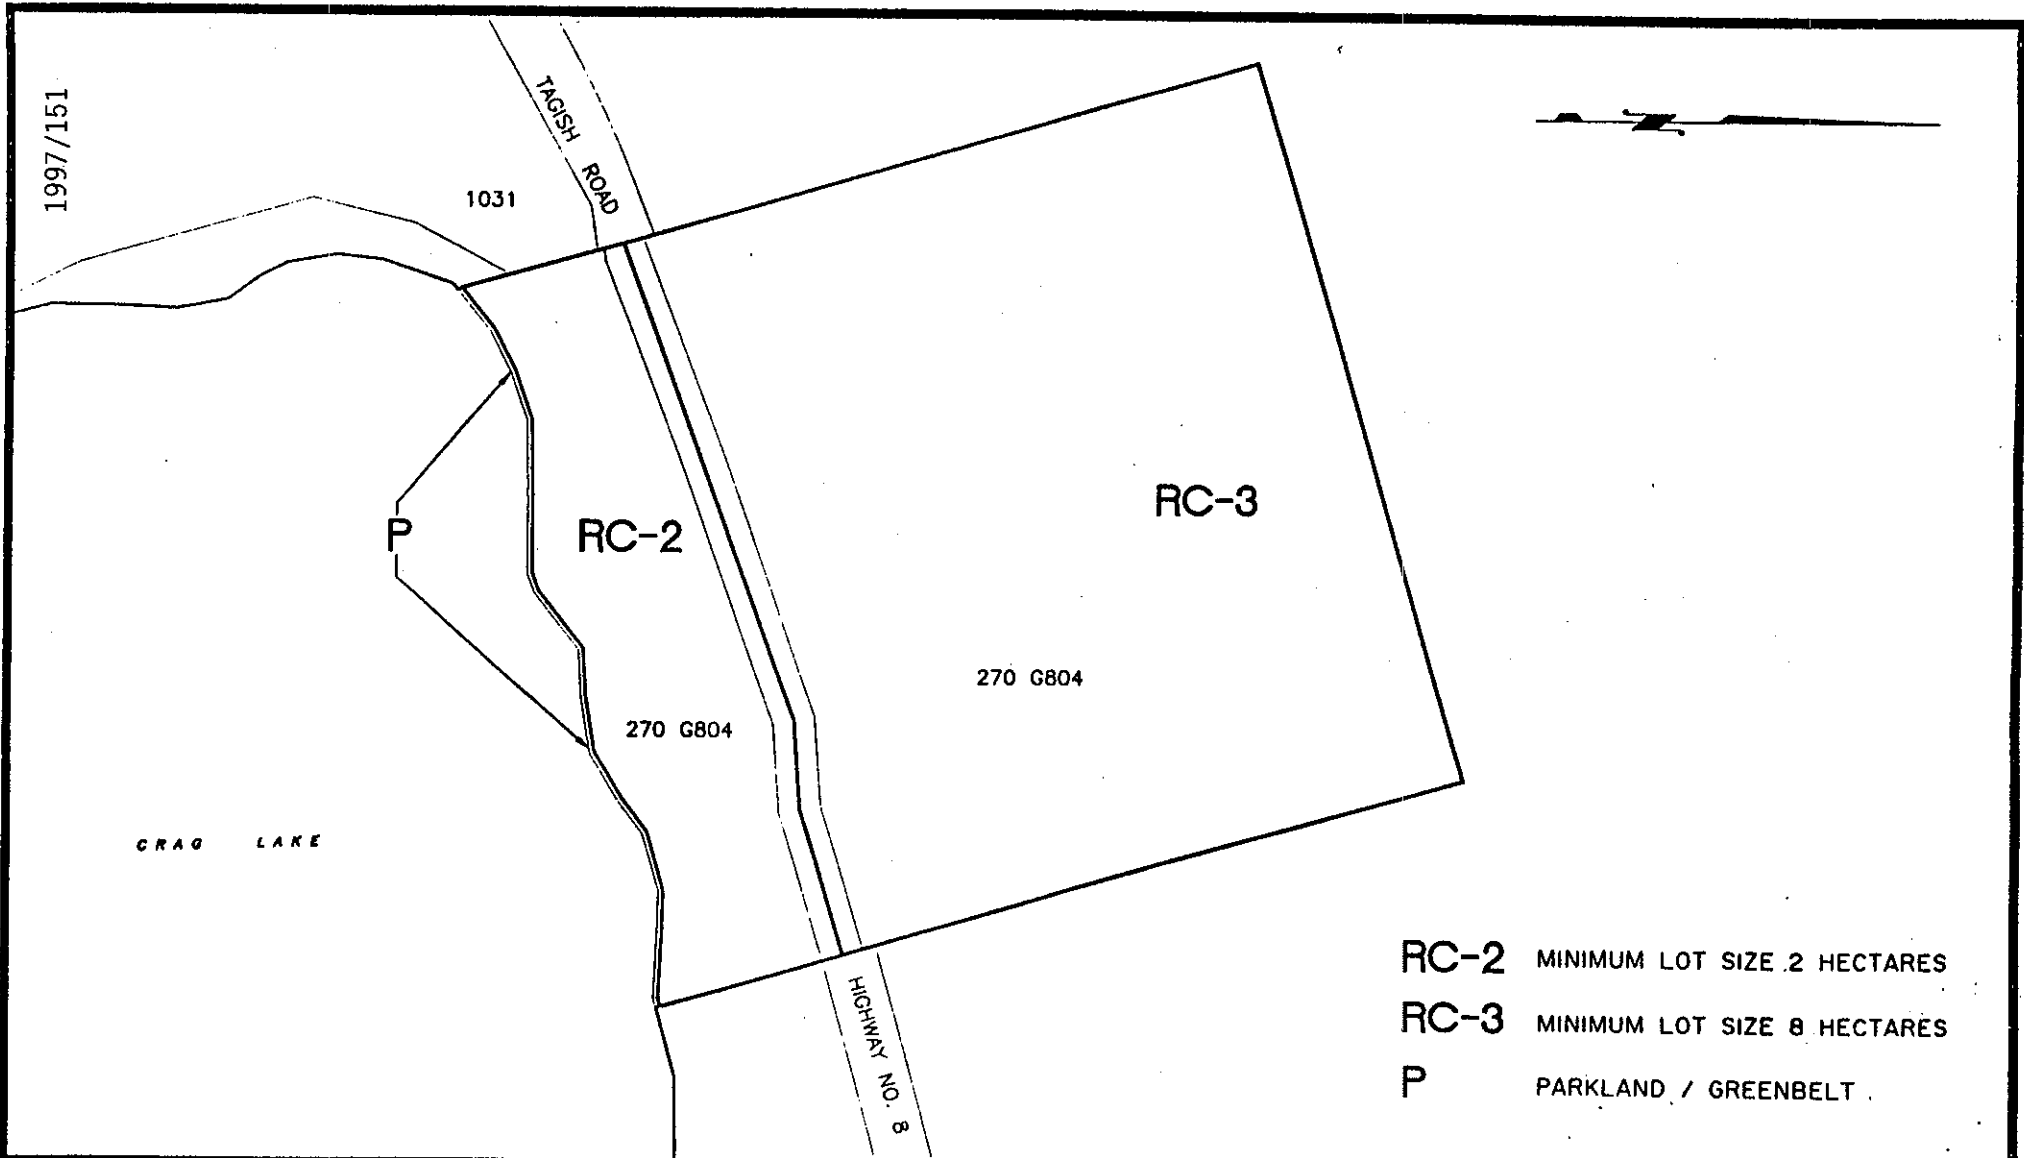 1997/151
TAGISH ROAD
1031
RC-3
P
RC-2
270 G804
270 G804
CRAG LAKE
HIGHWAY NO. 8
RC-2 MINIMUM LOT SIZE 2 HECTARES
RC-3 MINIMUM LOT SIZE 8 HECTARES
P PARKLAND / GREENBELT
N